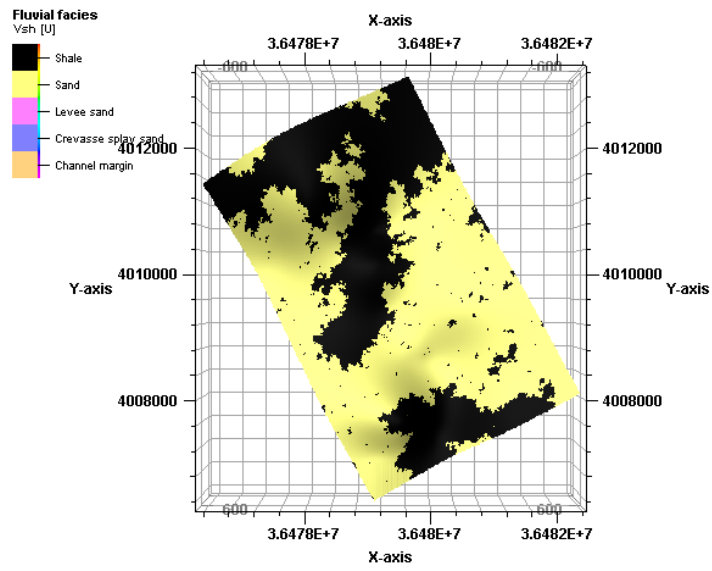 Fluvial facies
Vsh [U]
Shale
Sand
Levee sand
Crevasse splay sand
Channel margin
X-axis
3.6478E+7 3.648E+7 3.6482E+7
-600 -600
4012000 4012000
4010000 4010000
Y-axis Y-axis
4008000 4008000
600 600
3.6478E+7 3.648E+7 3.6482E+7
X-axis